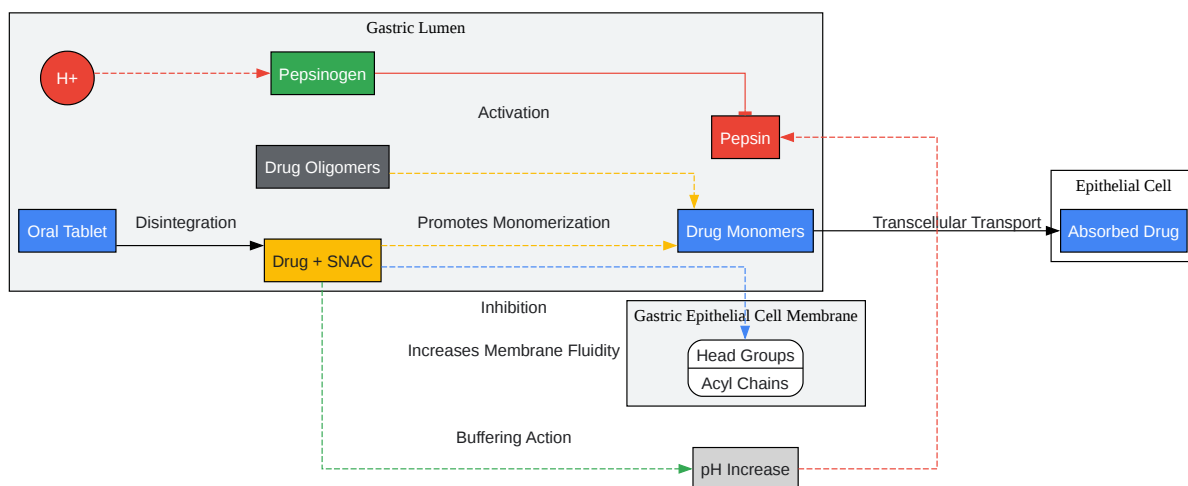 Gastric Lumen
H+
Pepsinogen
Activation
Pepsin
Drug Oligomers
Epithelial Cell
Oral Tablet
Disintegration
Promotes Monomerization
Drug Monomers
Transcellular Transport
Absorbed Drug
Drug + SNAC
Inhibition
Gastric Epithelial Cell Membrane
Increases Membrane Fluidity
Head Groups
Acyl Chains
Buffering Action
pH Increase